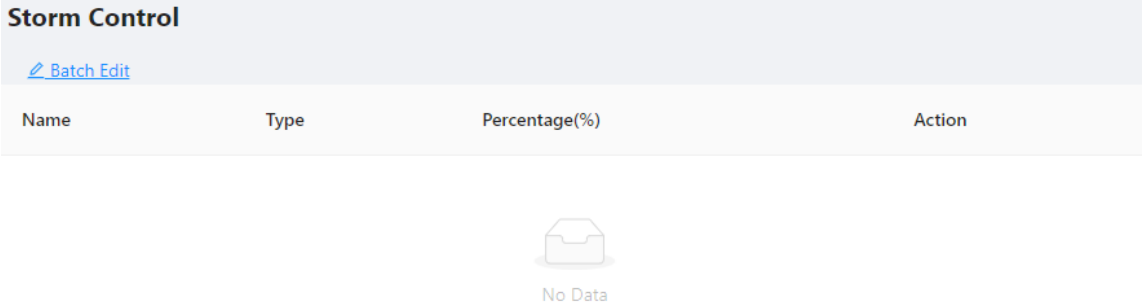 Storm Control
Batch Edit
Name Type Percentage(%) Action
No Data